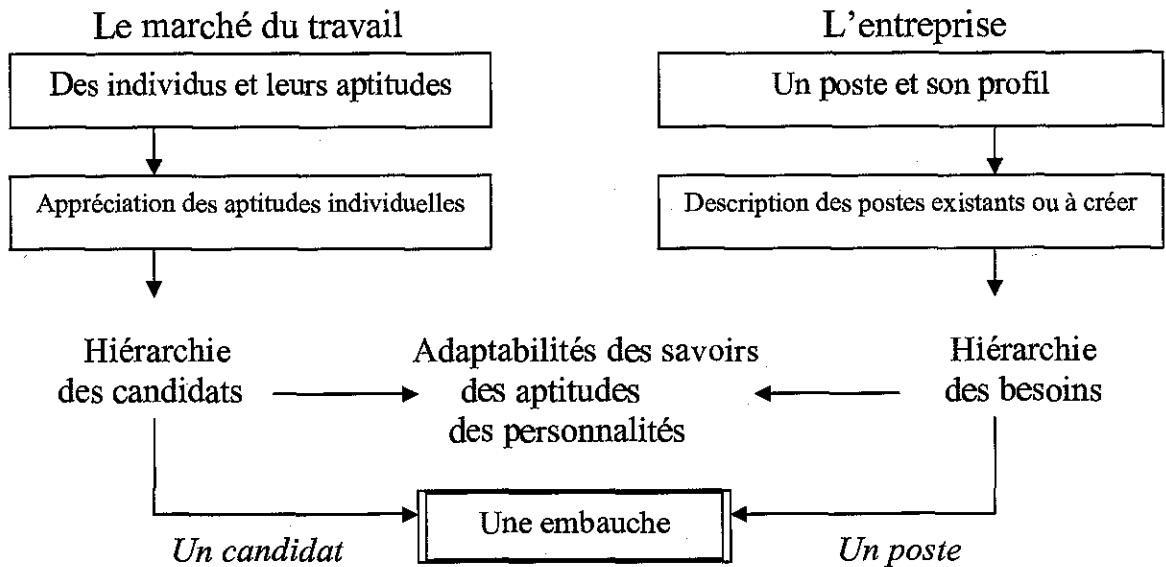 Le marché du travail
L'entreprise
Des individus et leurs aptitudes
Un poste et son profil
Appréciation des aptitudes individuelles
Description des postes existants ou à créer
Hiérarchie
des candidats
Adaptabilités des savoirs
des aptitudes
des personnalités
Hiérarchie
des besoins
Une embauche
Un candidat
Un poste